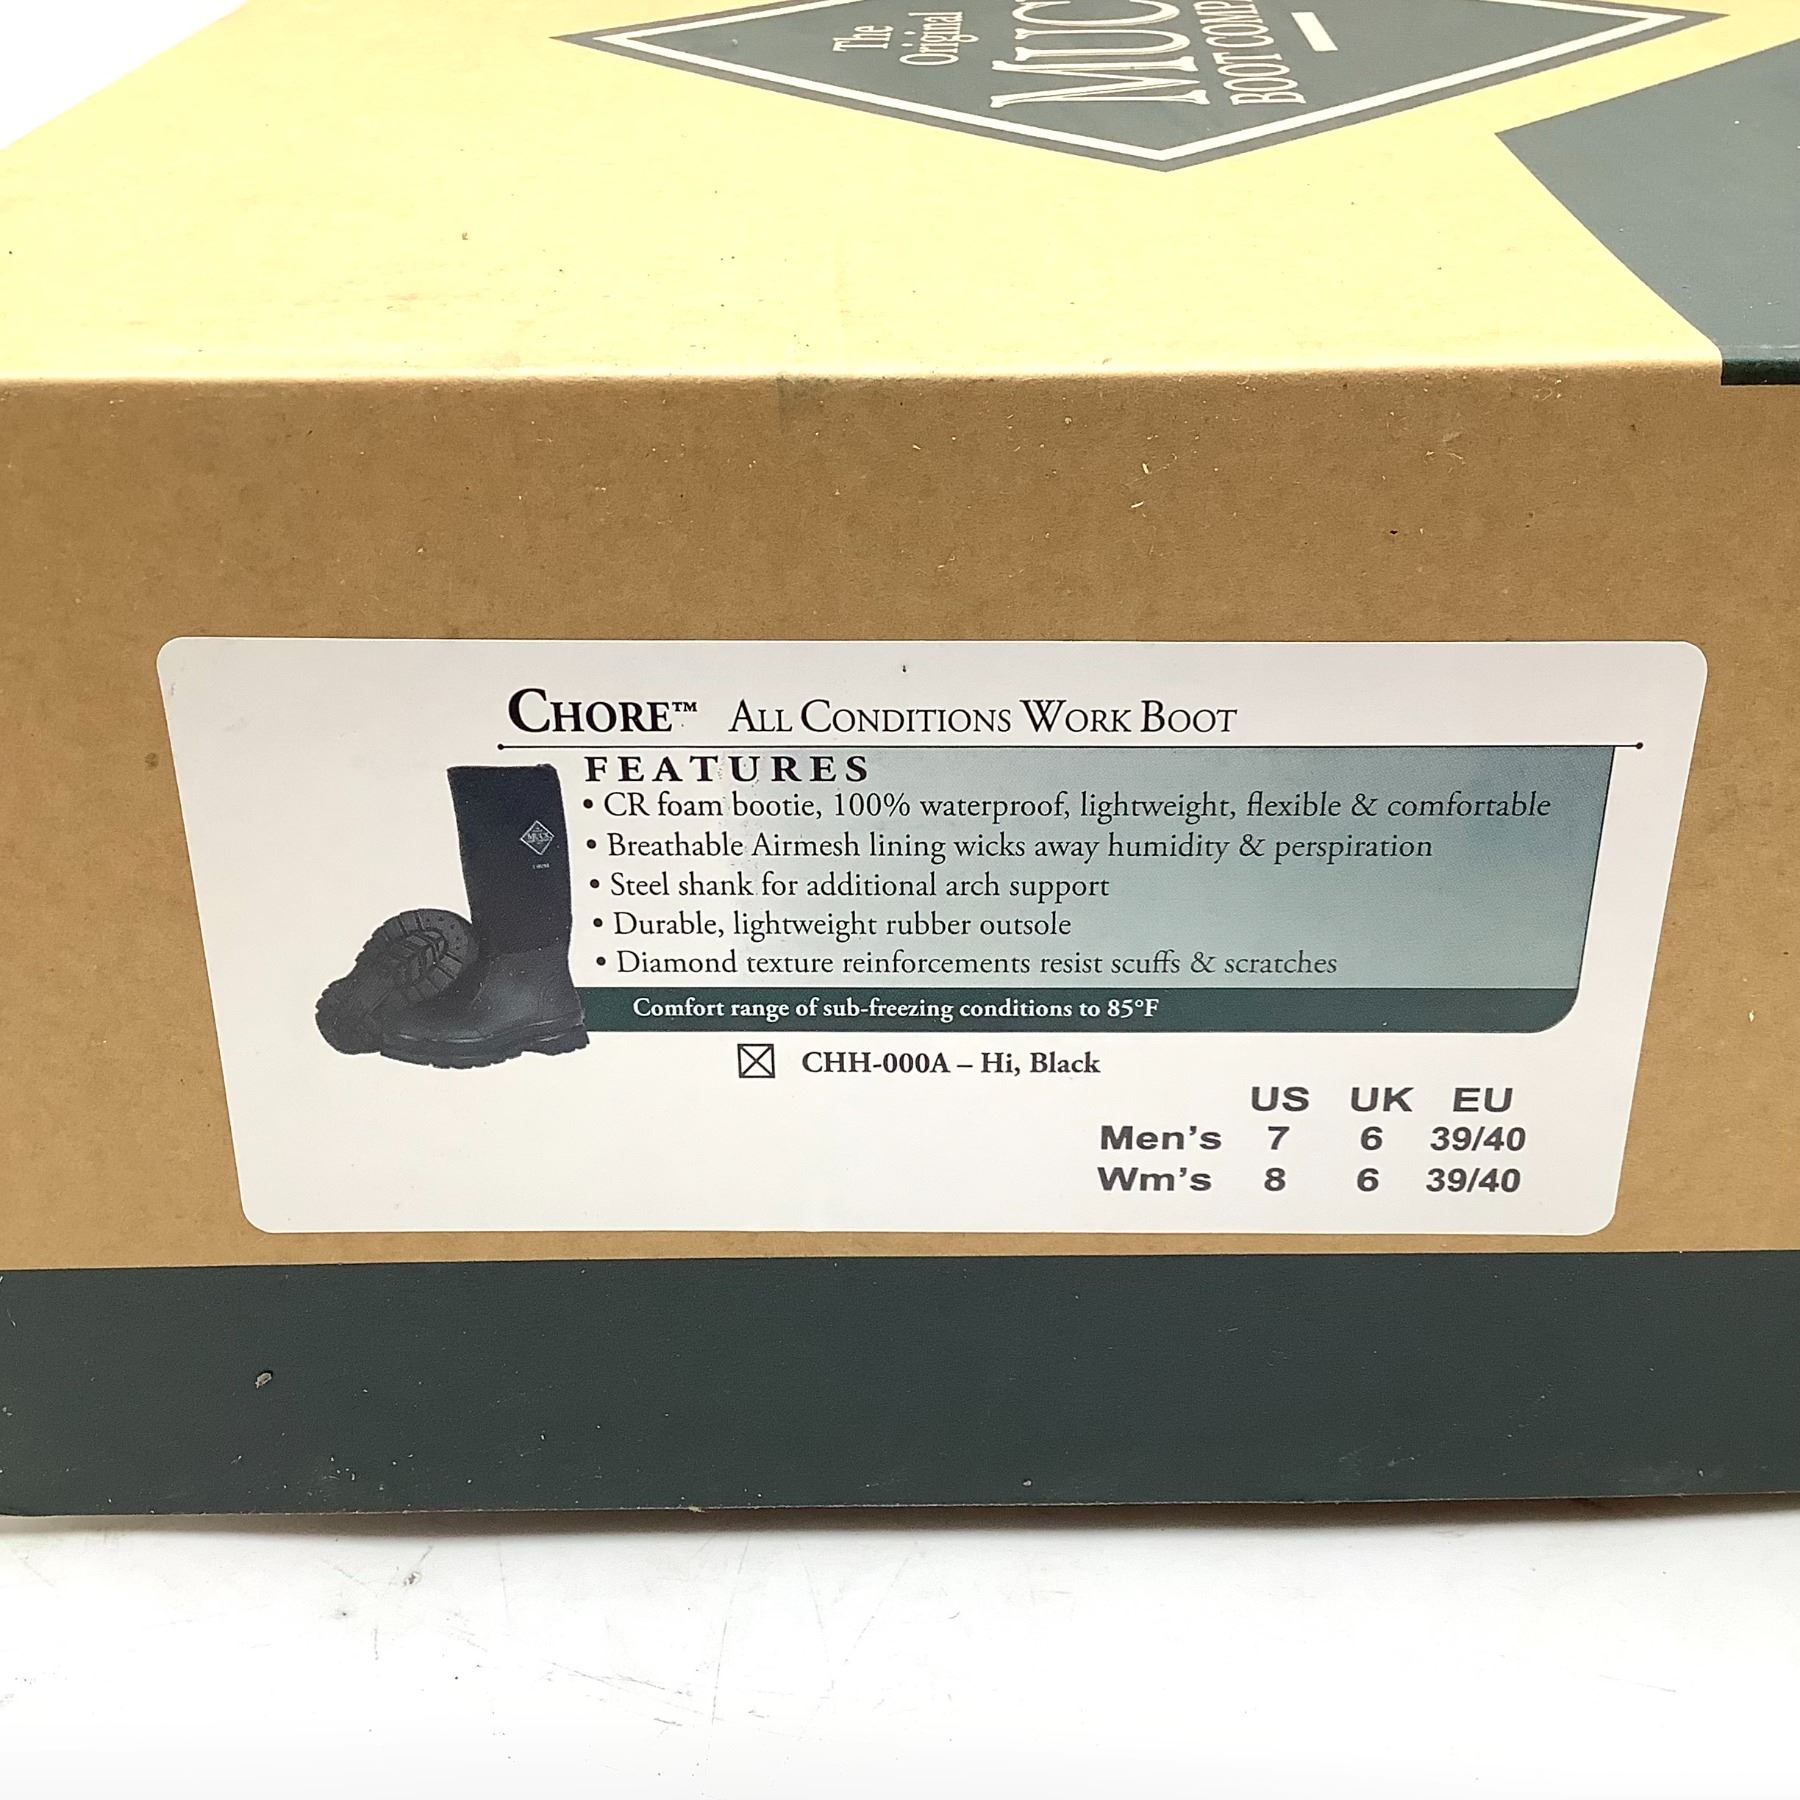 The
Original
MUC
BOOT COMP
CHORE™ ALL CONDITIONS WORK BOOT
FEATURES
• CR foam bootie, 100% waterproof, lightweight, flexible & comfortable
• Breathable Airmesh lining wicks away humidity & perspiration
• Steel shank for additional arch support
• Durable, lightweight rubber outsole
• Diamond texture reinforcements resist scuffs & scratches
Comfort range of sub-freezing conditions to 85°F
CHH-000A – Hi, Black
US UK EU
Men's 7 6 39/40
Wm's 8 6 39/40